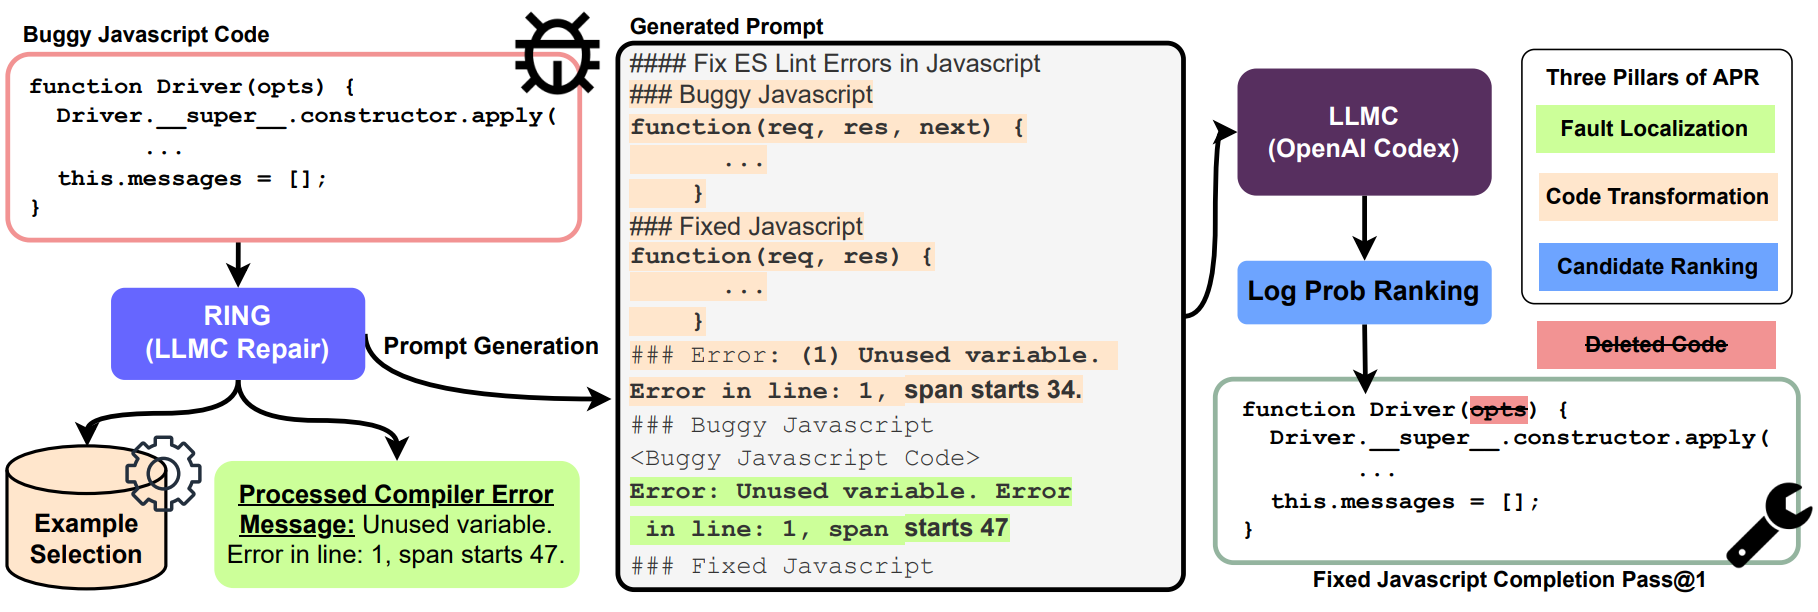 Buggy Javascript Code
function Driver(opts) {
Driver.__super__.constructor.apply(
...
this.messages = [];
}
RING
(LLMC Repair)
Prompt Generation
Example
Selection
Processed Compiler Error
Message: Unused variable.
Error in line: 1, span starts 47.
Generated Prompt
#### Fix ES Lint Errors in Javascript
### Buggy Javascript
function(req, res, next) {
...
}
### Fixed Javascript
function(req, res) {
...
}
### Error: (1) Unused variable.
Error in line: 1, span starts 34.
### Buggy Javascript
<Buggy Javascript Code>
Error: Unused variable. Error
in line: 1, span starts 47
### Fixed Javascript
LLMC
(OpenAI Codex)
Log Prob Ranking
Three Pillars of APR
Fault Localization
Code Transformation
Candidate Ranking
Deleted Code
function Driver(opts) {
Driver.__super__.constructor.apply(
...
this.messages = [];
}
Fixed Javascript Completion Pass@1